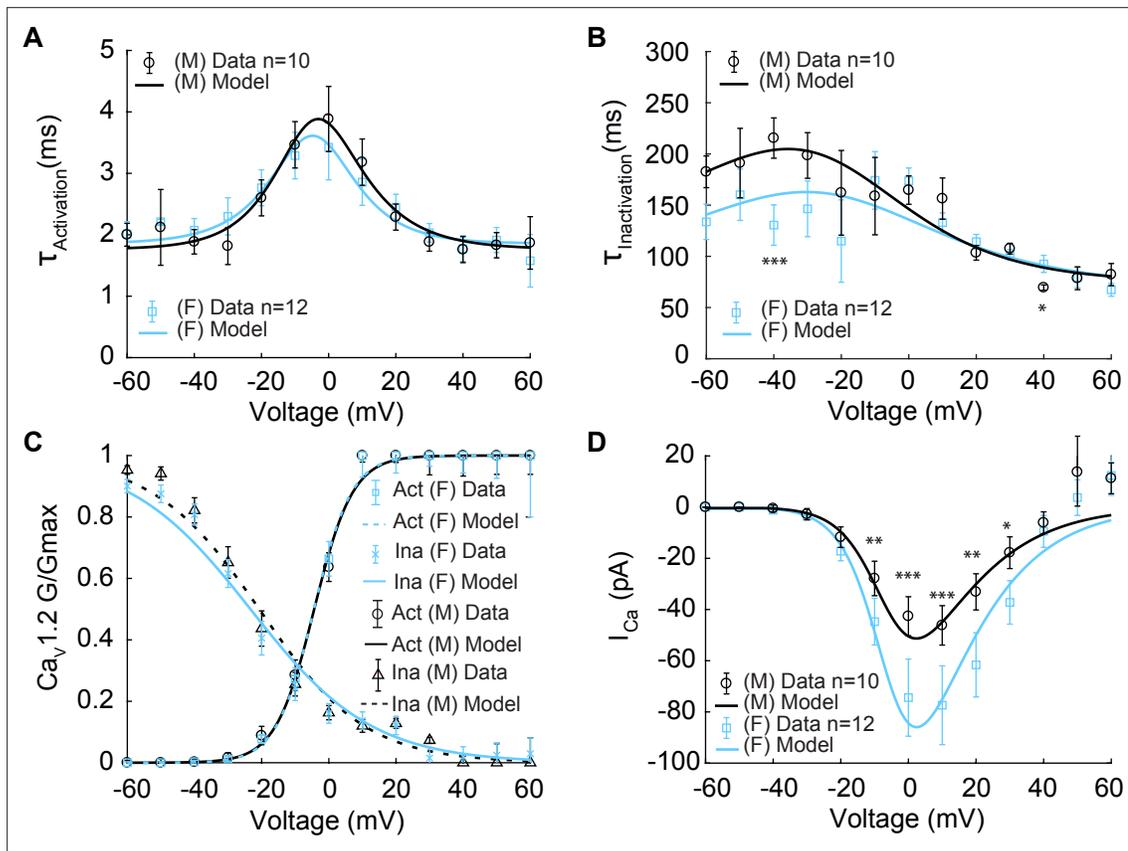 A
τActivation(ms)
5
4
3
2
1
0
(M) Data n=10
(M) Model
(F) Data n=12
(F) Model
-60 -40 -20 0 20 40 60
Voltage (mV)
B
τInactivation(ms)
300
250
200
150
100
50
0
(M) Data n=10
(M) Model
***
*
(F) Data n=12
(F) Model
-60 -40 -20 0 20 40 60
Voltage (mV)
C
CaV1.2 G/Gmax
1
0.8
0.6
0.4
0.2
0
Act (F) Data
Act (F) Model
Ina (F) Data
Ina (F) Model
Act (M) Data
Act (M) Model
Ina (M) Data
Ina (M) Model
-60 -40 -20 0 20 40 60
Voltage (mV)
D
ICa (pA)
20
0
-20
-40
-60
-80
-100
**
***
***
**
*
(M) Data n=10
(M) Model
(F) Data n=12
(F) Model
-60 -40 -20 0 20 40 60
Voltage (mV)